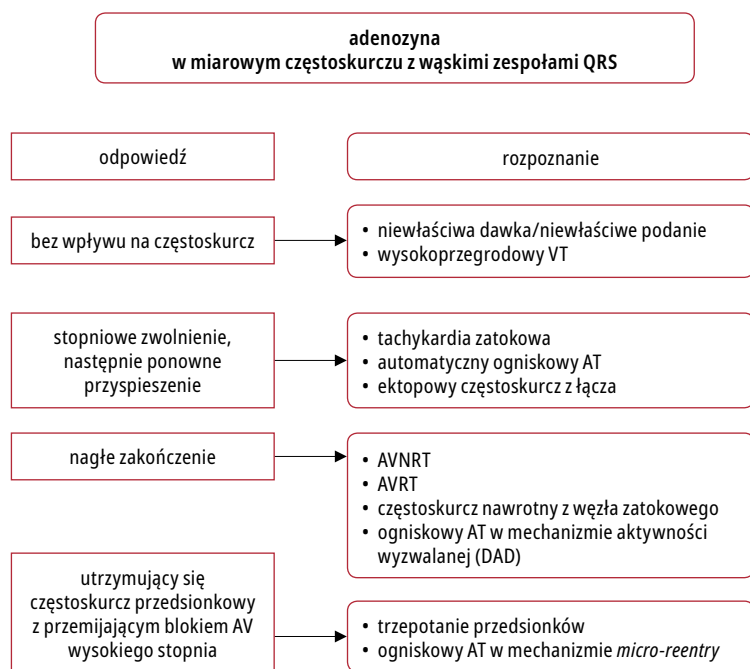 adenozyna
w miarowym częstoskurczu z wąskimi zespołami QRS
odpowiedź
rozpoznanie
bez wpływu na częstoskurcz
• niewłaściwa dawka/niewłaściwe podanie
• wysokoprzegrodowy VT
stopniowe zwolnienie,
następnie ponowne
przyspieszenie
• tachykardia zatokowa
• automatyczny ogniskowy AT
• ektopowy częstoskurcz z łącza
nagłe zakończenie
• AVNRT
• AVRT
• częstoskurcz nawrotny z węzła zatokowego
• ogniskowy AT w mechanizmie aktywności
wyzwalanej (DAD)
utrzymujący się
częstoskurcz przedsionkowy
z przemijającym blokiem AV
wysokiego stopnia
• trzepotanie przedsionków
• ogniskowy AT w mechanizmie micro-reentry